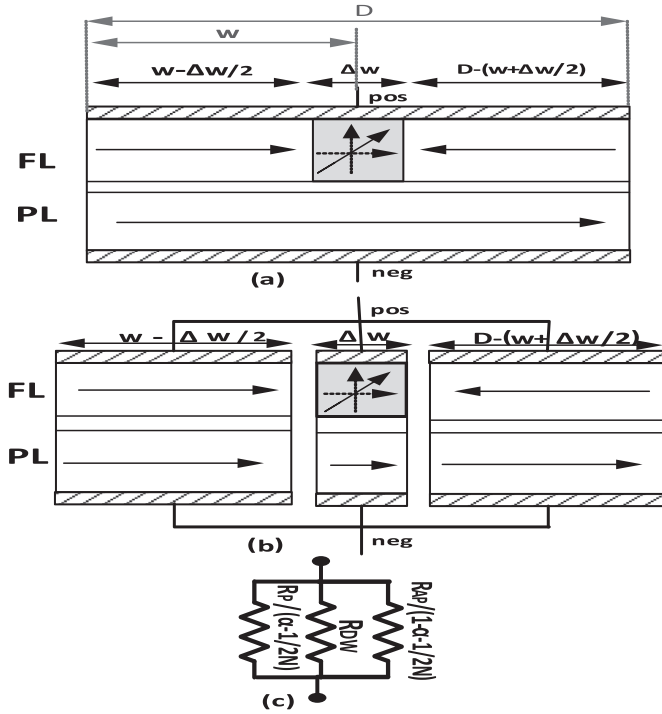 D
w
w-Δw/2 Δw D-(w+Δw/2)
pos
FL
PL
neg
(a)
pos
w - Δ w / 2 Δ w D-(w+ Δw/2)
FL
PL
neg
(b)
RP/(α-1/2N)
RDW
RAP/(1-α-1/2N)
(c)